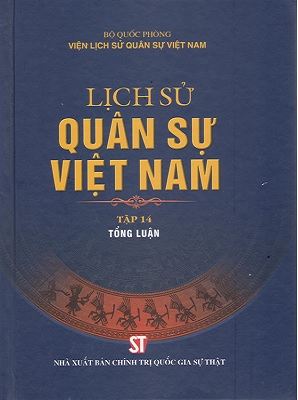 BỘ QUỐC PHÒNG
VIỆN LỊCH SỬ QUÂN SỰ VIỆT NAM
LỊCH SỬ
QUÂN SỰ
VIỆT NAM
TẬP 14
TỔNG LUẬN
ST
NHÀ XUẤT BẢN CHÍNH TRỊ QUỐC GIA SỰ THẬT